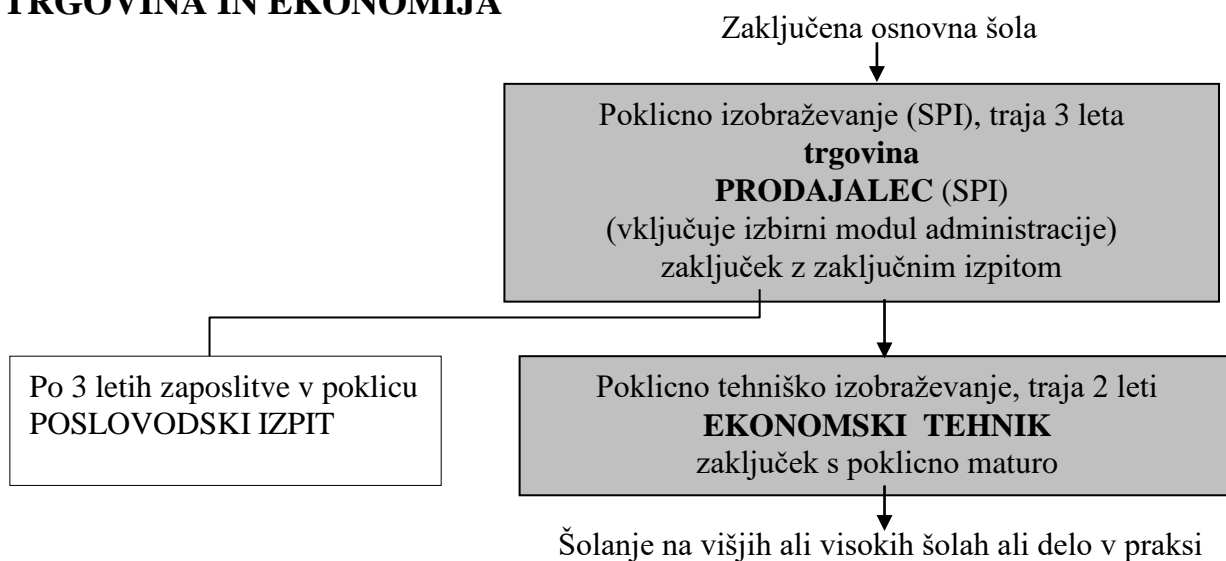 TRGOVINA IN EKONOMIJA
Zaključena osnovna šola
Poklicno izobraževanje (SPI), traja 3 leta
trgovina
PRODAJALEC (SPI)
(vključuje izbirni modul administracije)
zaključek z zaključnim izpitom
Po 3 letih zaposlitve v poklicu
POSLOVODSKI IZPIT
Poklicno tehniško izobraževanje, traja 2 leti
EKONOMSKI TEHNIK
zaključek s poklicno maturo
Šolanje na višjih ali visokih šolah ali delo v praksi